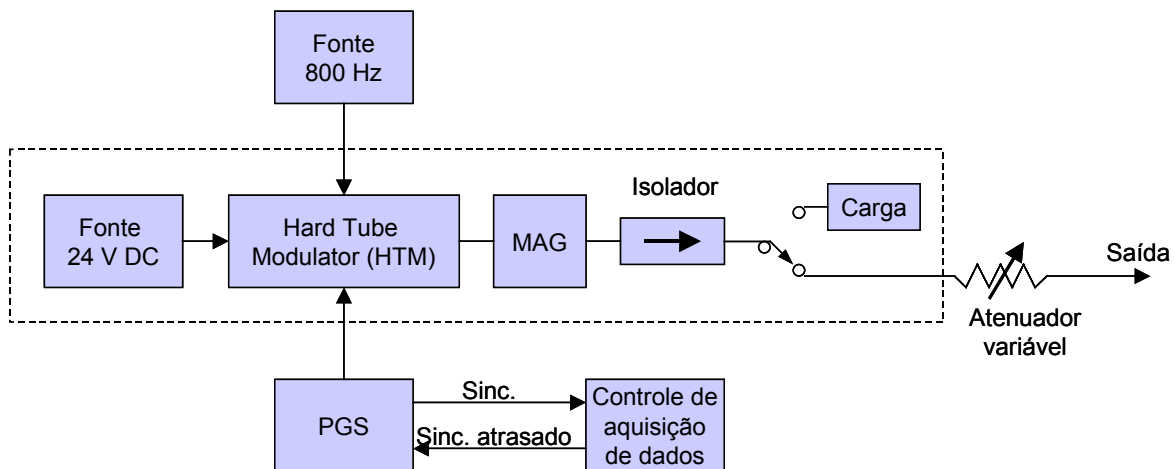 Fonte
800 Hz
Fonte
24 V DC
Hard Tube
Modulator (HTM)
MAG
Isolador
Carga
Saída
Atenuador
variável
PGS
Sinc.
Sinc. atrasado
Controle de
aquisição
de dados